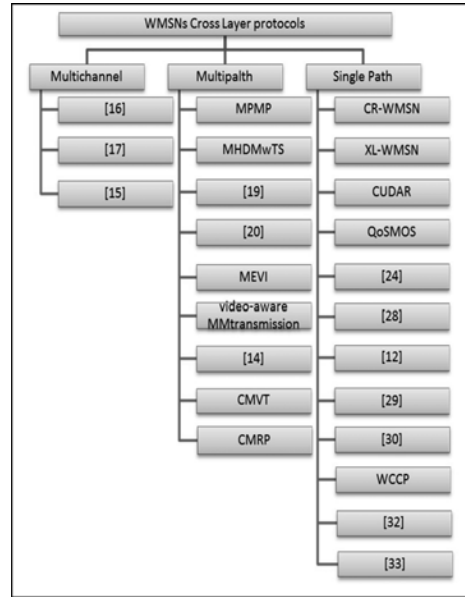 WMSNs Cross Layer protocols
Multichannel
[16]
[17]
[15]
Multipalth
MPMP
MHDMwTS
[19]
[20]
MEVI
video-aware
MMtransmission
[14]
CMVT
CMRP
Single Path
CR-WMSN
XL-WMSN
CUDAR
QoSMOS
[24]
[28]
[12]
[29]
[30]
WCCP
[32]
[33]